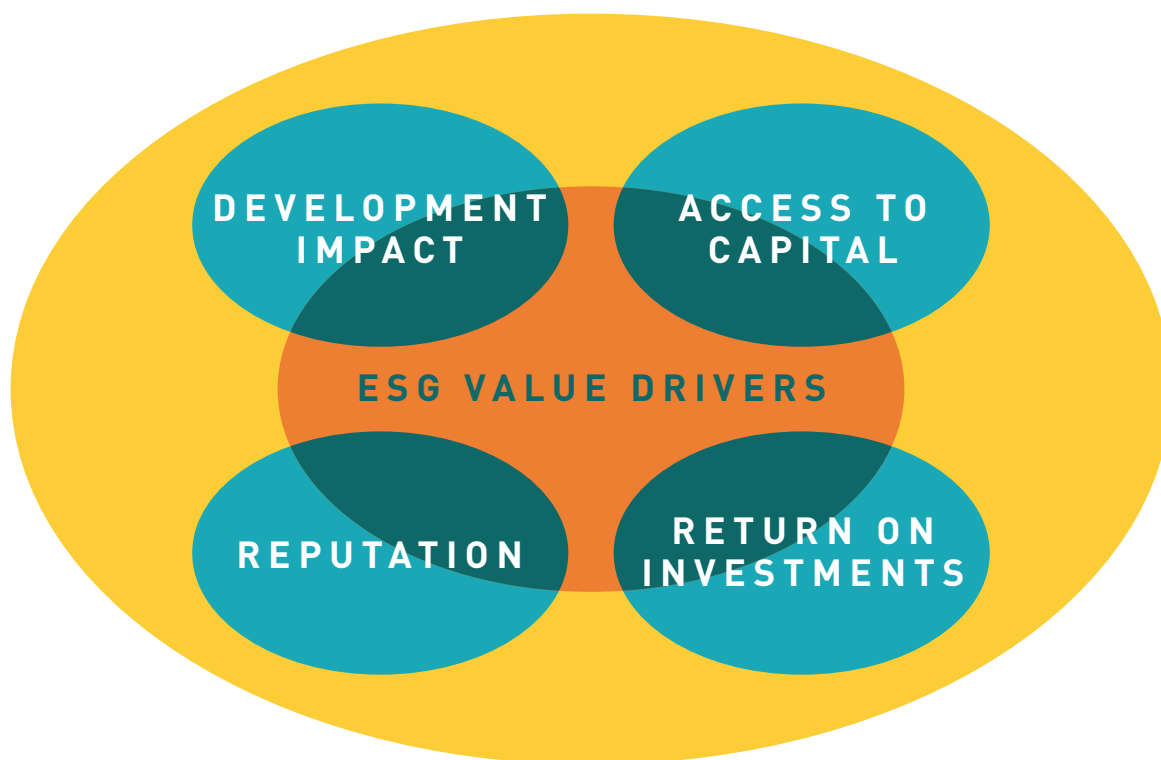 DEVELOPMENT
IMPACT
ACCESS TO
CAPITAL
ESG VALUE DRIVERS
REPUTATION
RETURN ON
INVESTMENTS